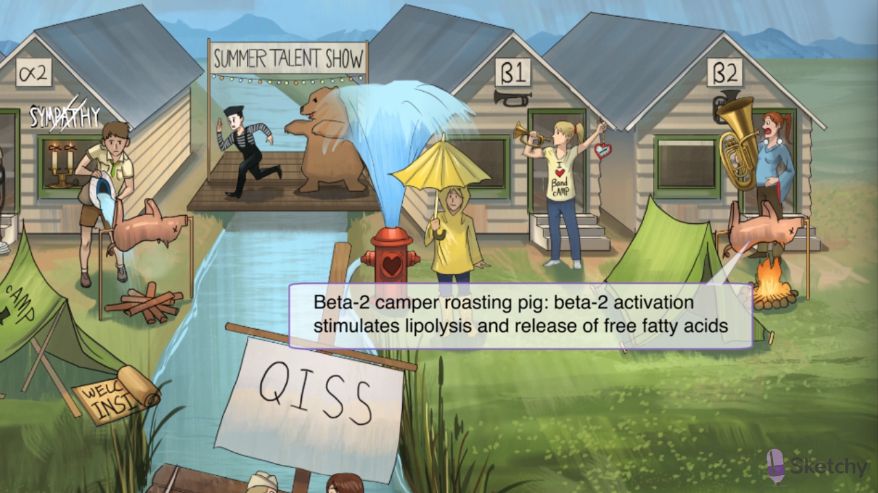 α2
SUMMER TALENT SHOW
β1
β2
SYMPATHY
Band
CAMP
Beta-2 camper roasting pig: beta-2 activation
stimulates lipolysis and release of free fatty acids
CAMP
WELC
INSI
QISS
Sketchy